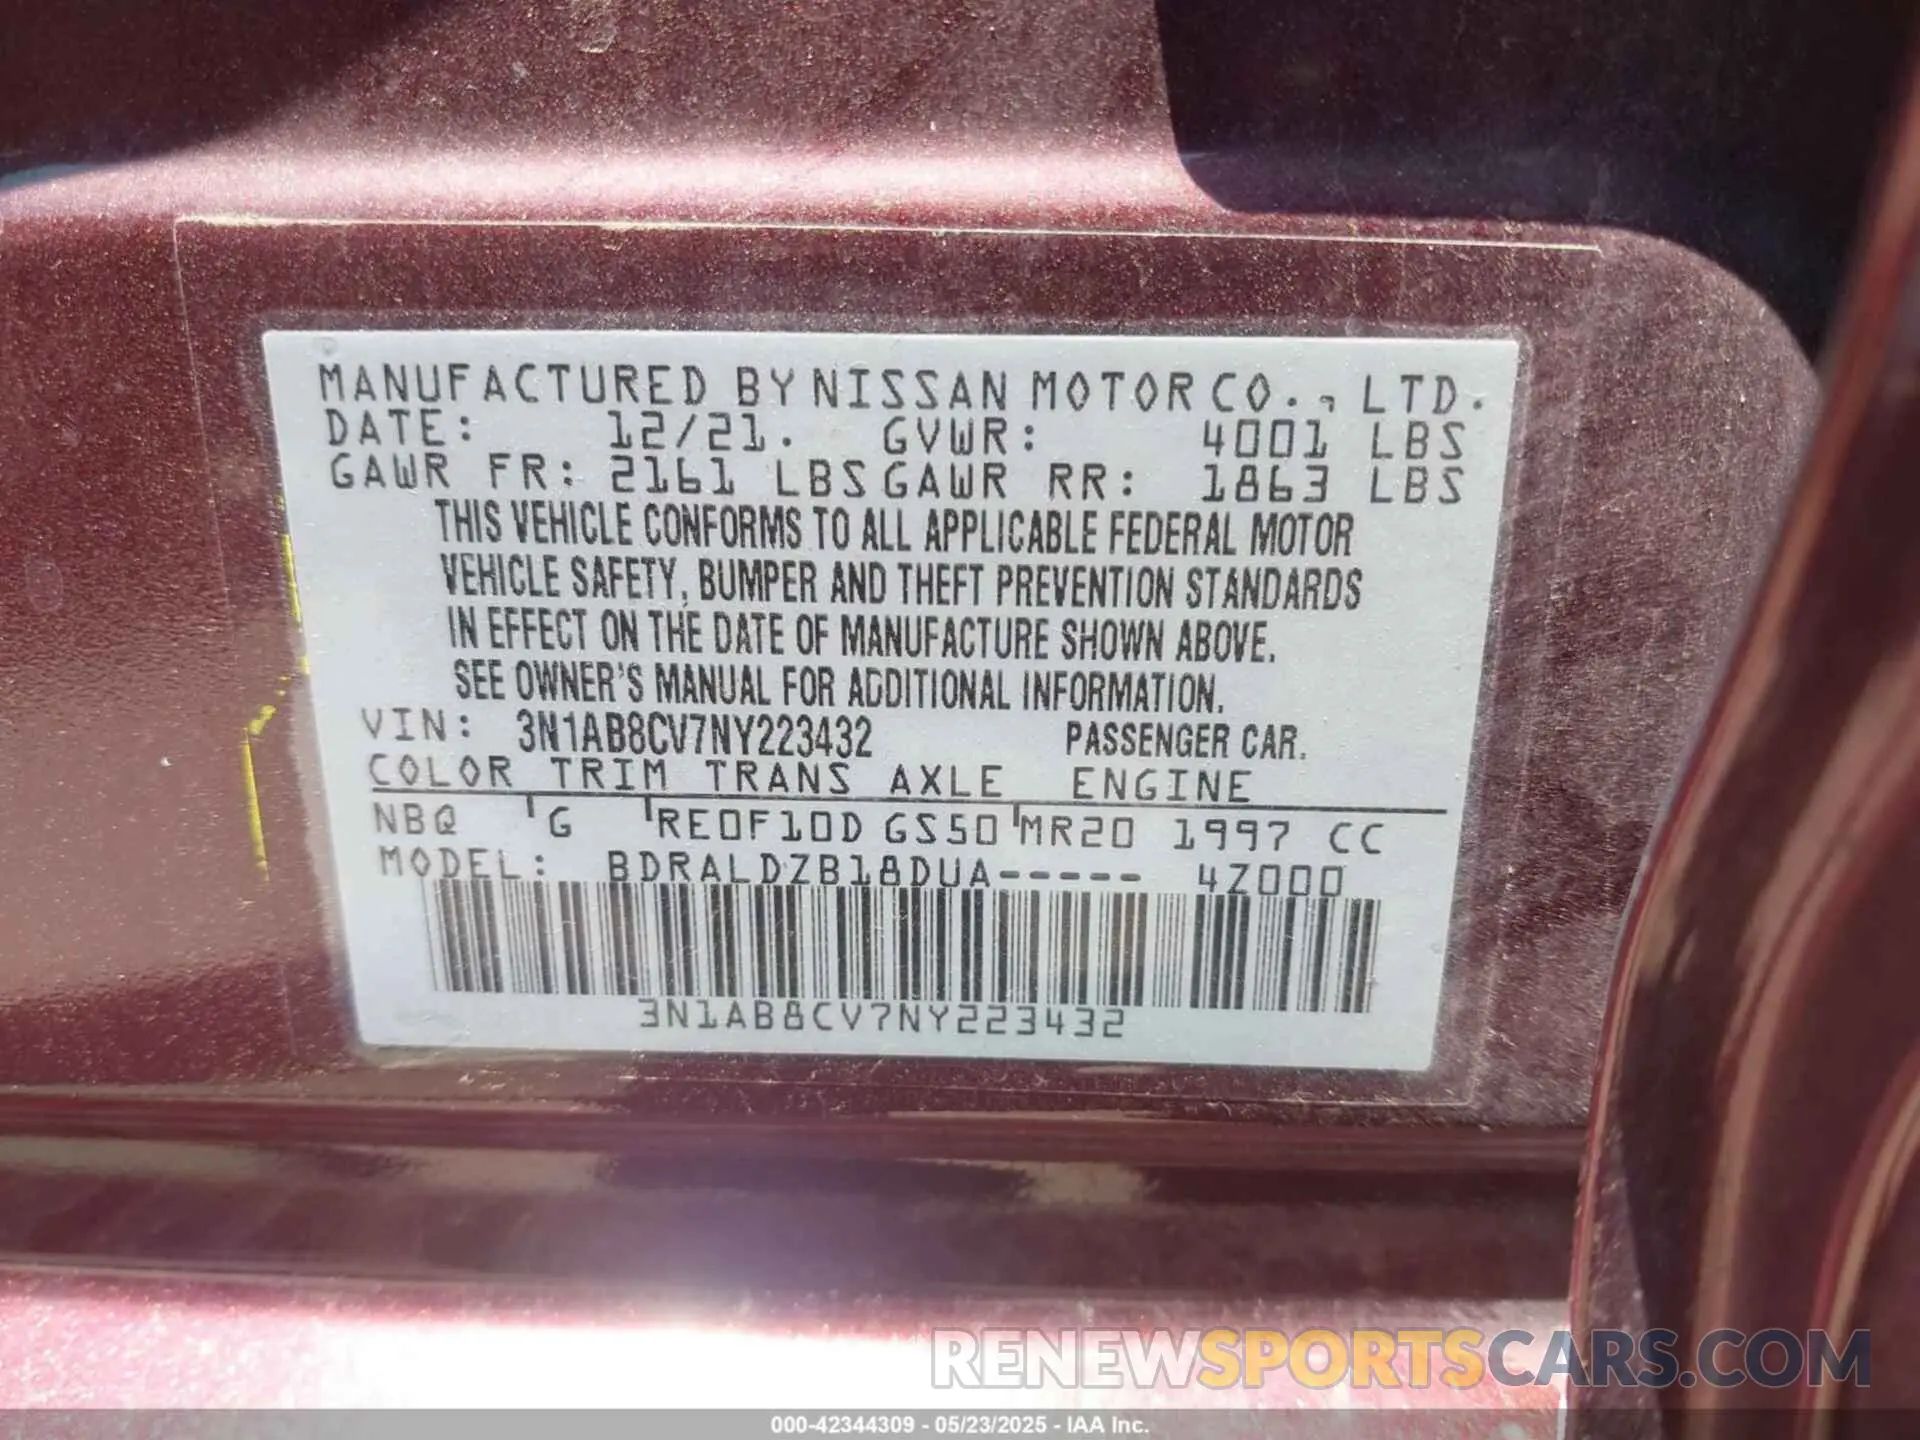 MANUFACTURED BY NISSAN MOTOR CO., LTD.
DATE: 12/21. GVWR: 4001 LBS
GAWR FR: 2161 LBS GAWR RR: 1863 LBS
THIS VEHICLE CONFORMS TO ALL APPLICABLE FEDERAL MOTOR
VEHICLE SAFETY, BUMPER AND THEFT PREVENTION STANDARDS
IN EFFECT ON THE DATE OF MANUFACTURE SHOWN ABOVE.
SEE OWNER'S MANUAL FOR ADDITIONAL INFORMATION.
VIN: 3N1AB8CV7NY223432 PASSENGER CAR.
COLOR TRIM TRANS AXLE ENGINE
NBQ G RE0F10D GS50 MR20 1997 CC
MODEL: BDRALDZB18DUA----- 4Z000
3N1AB8CV7NY223432
RENEWSPORTSCARS.COM
000-42344309 - 05/23/2025 - IAA Inc.